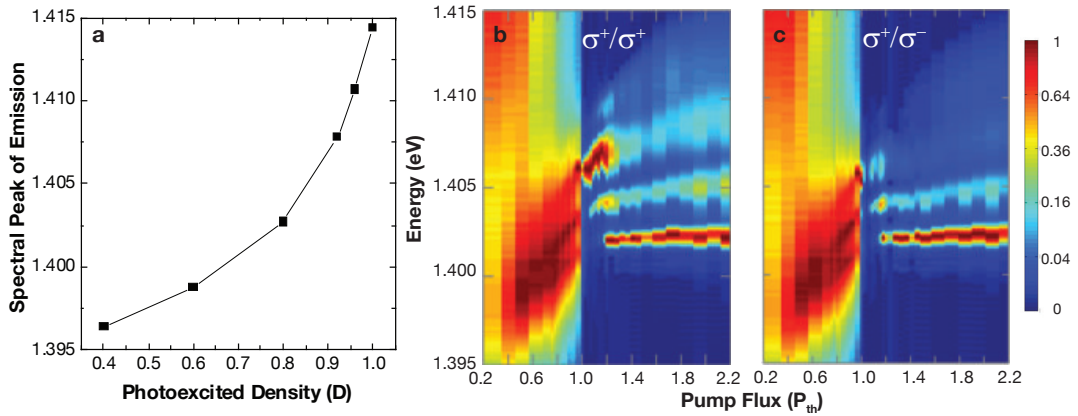 a
Spectral Peak of Emission
1.415
1.410
1.405
1.400
1.395
0.4 0.5 0.6 0.7 0.8 0.9 1.0
Photoexcited Density (D)
b
σ⁺/σ⁺
Energy (eV)
1.415
1.410
1.405
1.400
1.395
0.2 0.6 1.0 1.4 1.8 2.2
c
σ⁺/σ⁻
0.2 0.6 1.0 1.4 1.8 2.2
Pump Flux (Pth)
1
0.64
0.36
0.16
0.04
0